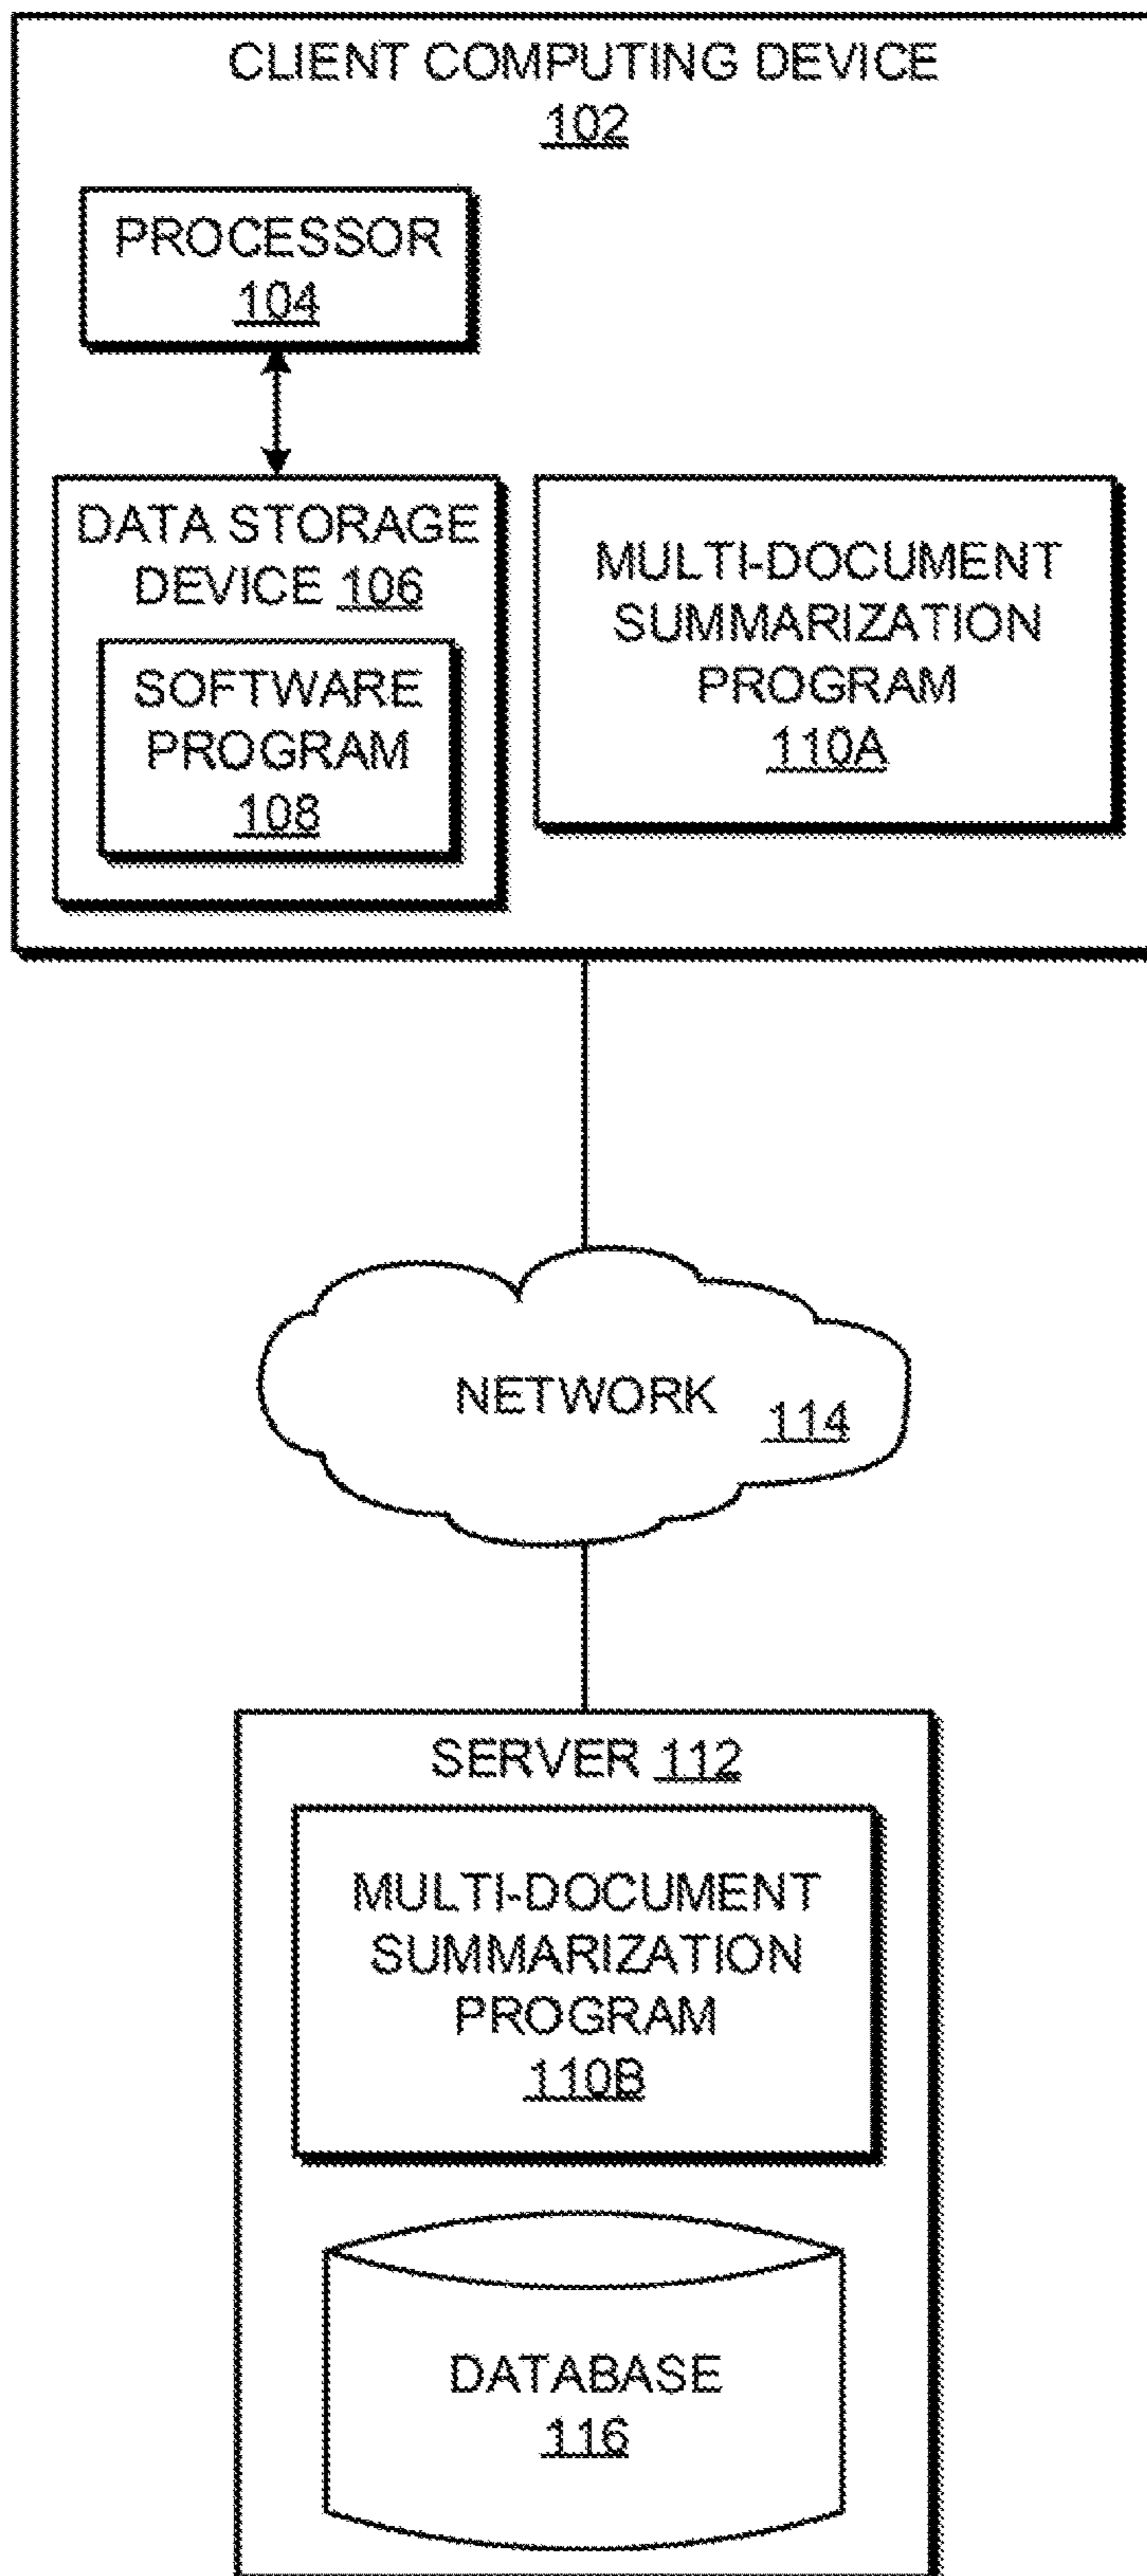 CLIENT COMPUTING DEVICE
102
PROCESSOR
104
DATA STORAGE
DEVICE 106
SOFTWARE
PROGRAM
108
MULTI-DOCUMENT
SUMMARIZATION
PROGRAM
110A
NETWORK
114
SERVER 112
MULTI-DOCUMENT
SUMMARIZATION
PROGRAM
110B
DATABASE
116